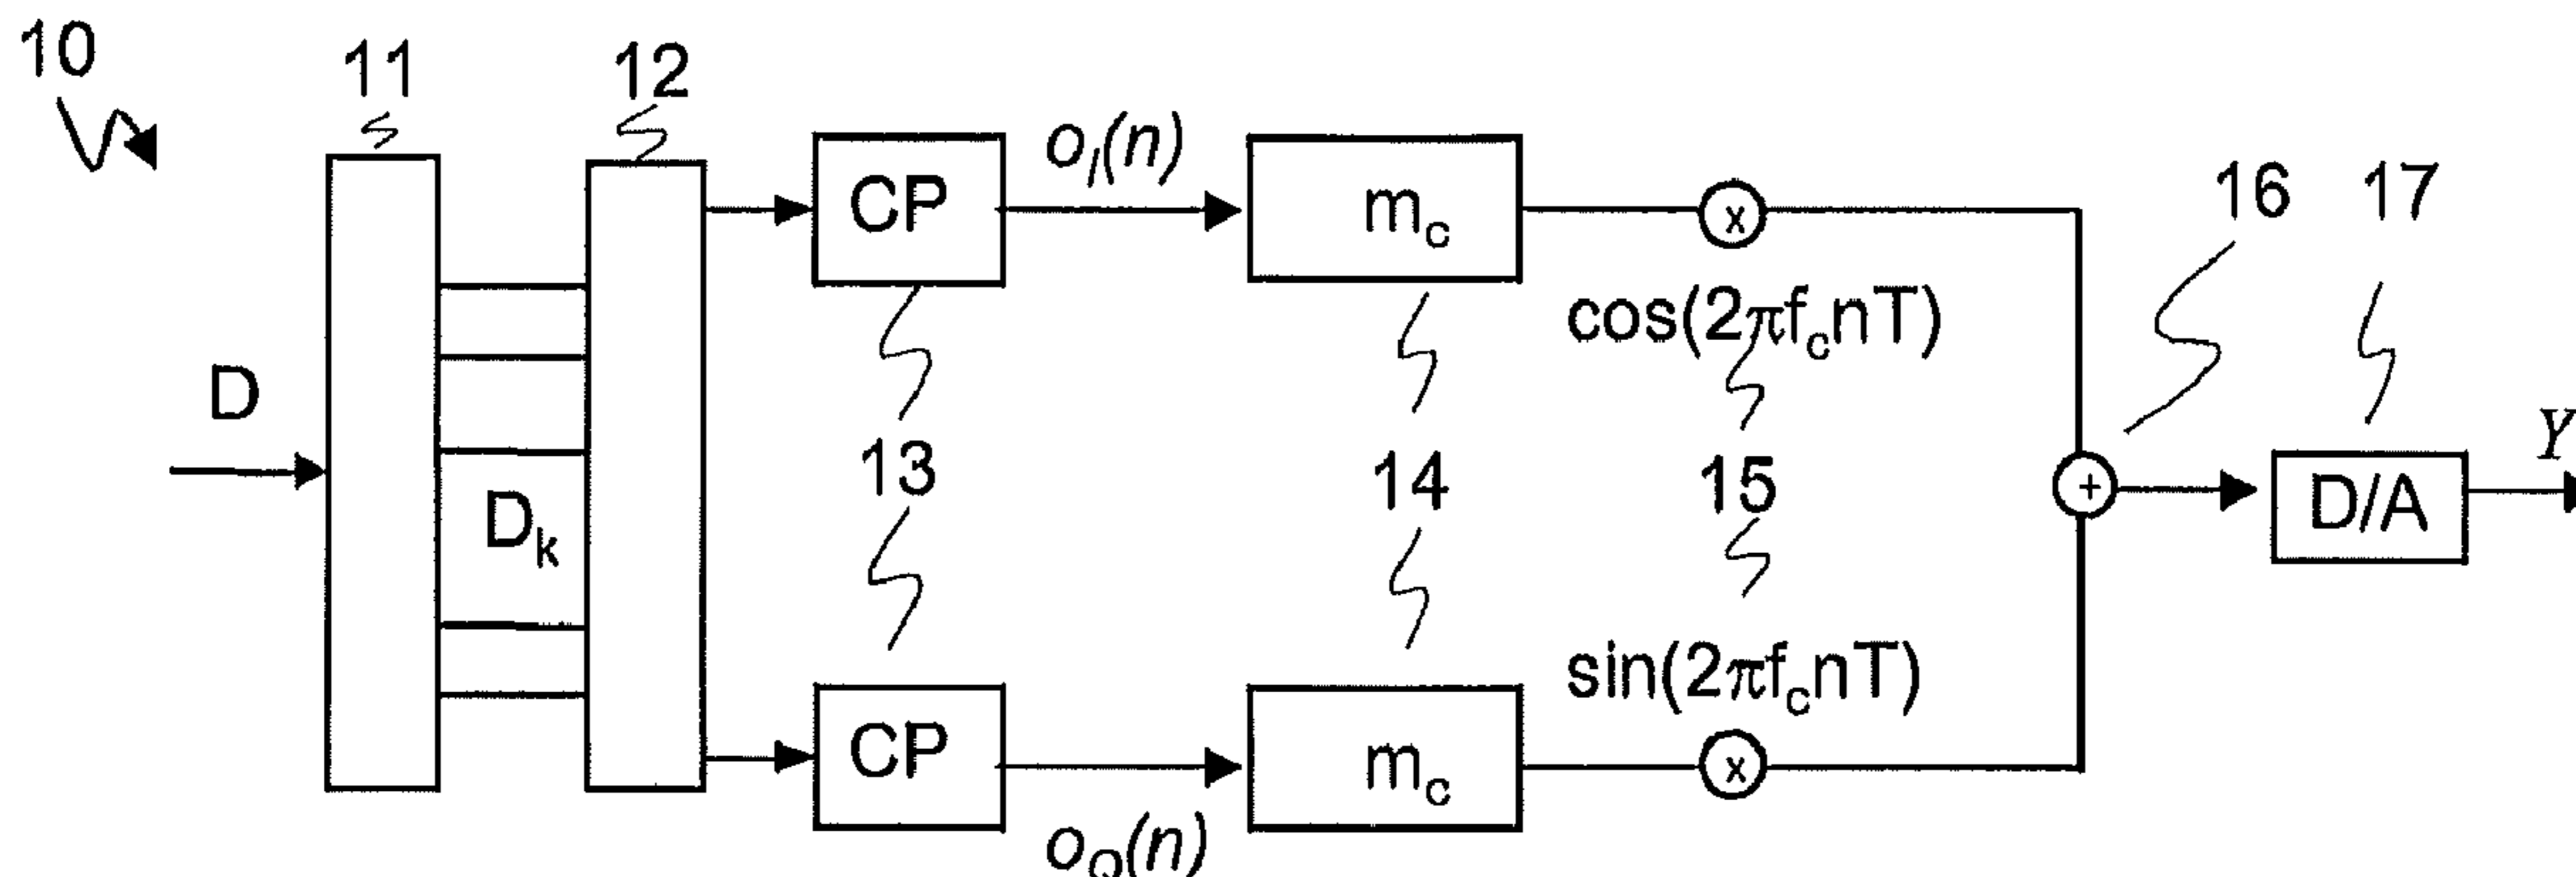 10
11
12
CP
o_I(n)
m_c
x
cos(2πf_cnT)
16
17
D
D_k
13
14
15
+
D/A
Y
sin(2πf_cnT)
CP
o_Q(n)
m_c
x